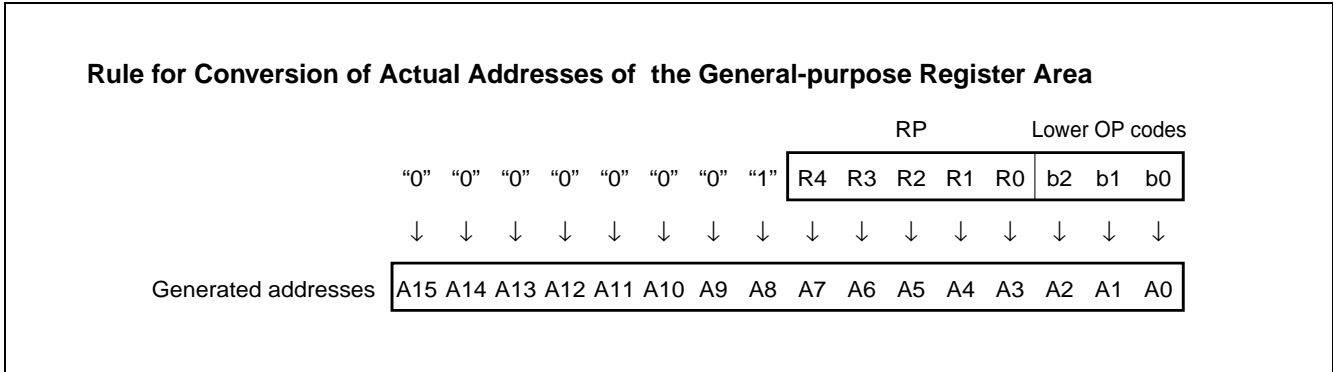 Rule for Conversion of Actual Addresses of the General-purpose Register Area
RP Lower OP codes
“0” “0” “0” “0” “0” “0” “0” “1” R4 R3 R2 R1 R0 b2 b1 b0
↓ ↓ ↓ ↓ ↓ ↓ ↓ ↓ ↓ ↓ ↓ ↓ ↓ ↓ ↓ ↓
Generated addresses A15 A14 A13 A12 A11 A10 A9 A8 A7 A6 A5 A4 A3 A2 A1 A0